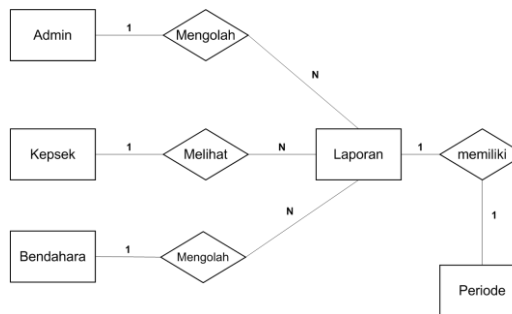 Admin
1
Mengolah
N
Kepsek
1
Melihat
N
Laporan
1
memiliki
N
1
Bendahara
1
Mengolah
Periode